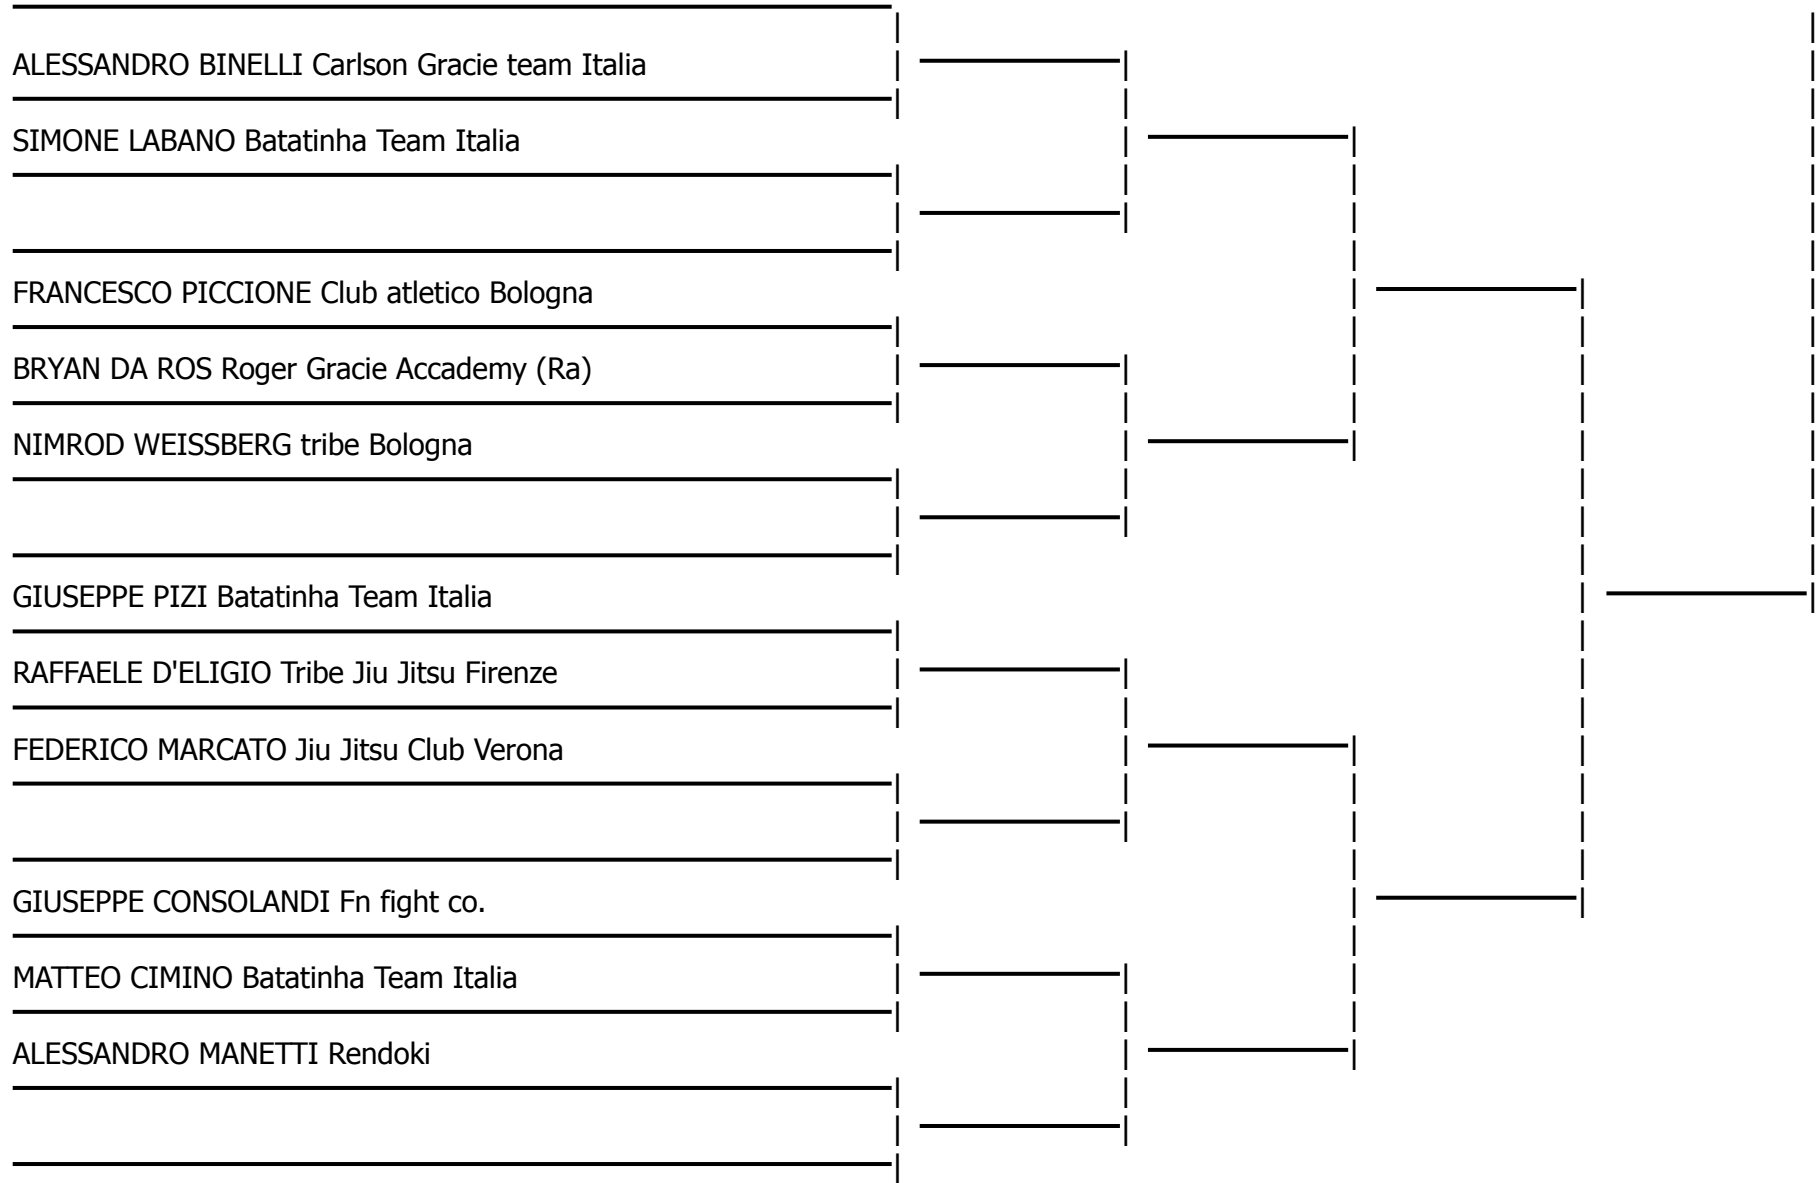 ALESSANDRO BINELLI Carlson Gracie team Italia
SIMONE LABANO Batatinha Team Italia
FRANCESCO PICCIONE Club atletico Bologna
BRYAN DA ROS Roger Gracie Accademy (Ra)
NIMROD WEISSBERG tribe Bologna
GIUSEPPE PIZI Batatinha Team Italia
RAFFAELE D'ELIGIO Tribe Jiu Jitsu Firenze
FEDERICO MARCATO Jiu Jitsu Club Verona
GIUSEPPE CONSOLANDI Fn fight co.
MATTEO CIMINO Batatinha Team Italia
ALESSANDRO MANETTI Rendoki